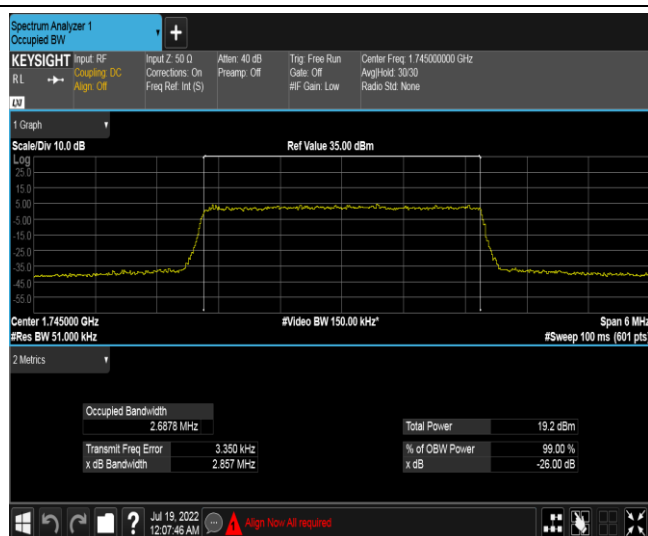 Spectrum Analyzer 1
Occupied BW
+
KEYSIGHT Input: RF Input Z: 50 Ω Atten: 40 dB Trig: Free Run Center Freq: 1.745000000 GHz
RL Coupling: DC Corrections: On Preamp: Off Gate: Off Avg|Hold: 30/30
Align: Off Freq Ref: Int (S) #IF Gain: Low Radio Std: None
LXI
1 Graph
Scale/Div 10.0 dB Ref Value 35.00 dBm
Log
25.0
15.0
5.00
-5.00
-15.0
-25.0
-35.0
-45.0
-55.0
Center 1.745000 GHz #Video BW 150.00 kHz* Span 6 MHz
#Res BW 51.000 kHz #Sweep 100 ms (601 pts)
2 Metrics
Occupied Bandwidth
2.6878 MHz Total Power 19.2 dBm
Transmit Freq Error 3.350 kHz % of OBW Power 99.00 %
x dB Bandwidth 2.857 MHz x dB -26.00 dB
? Jul 19, 2022
12:07:46 AM Align Now All required